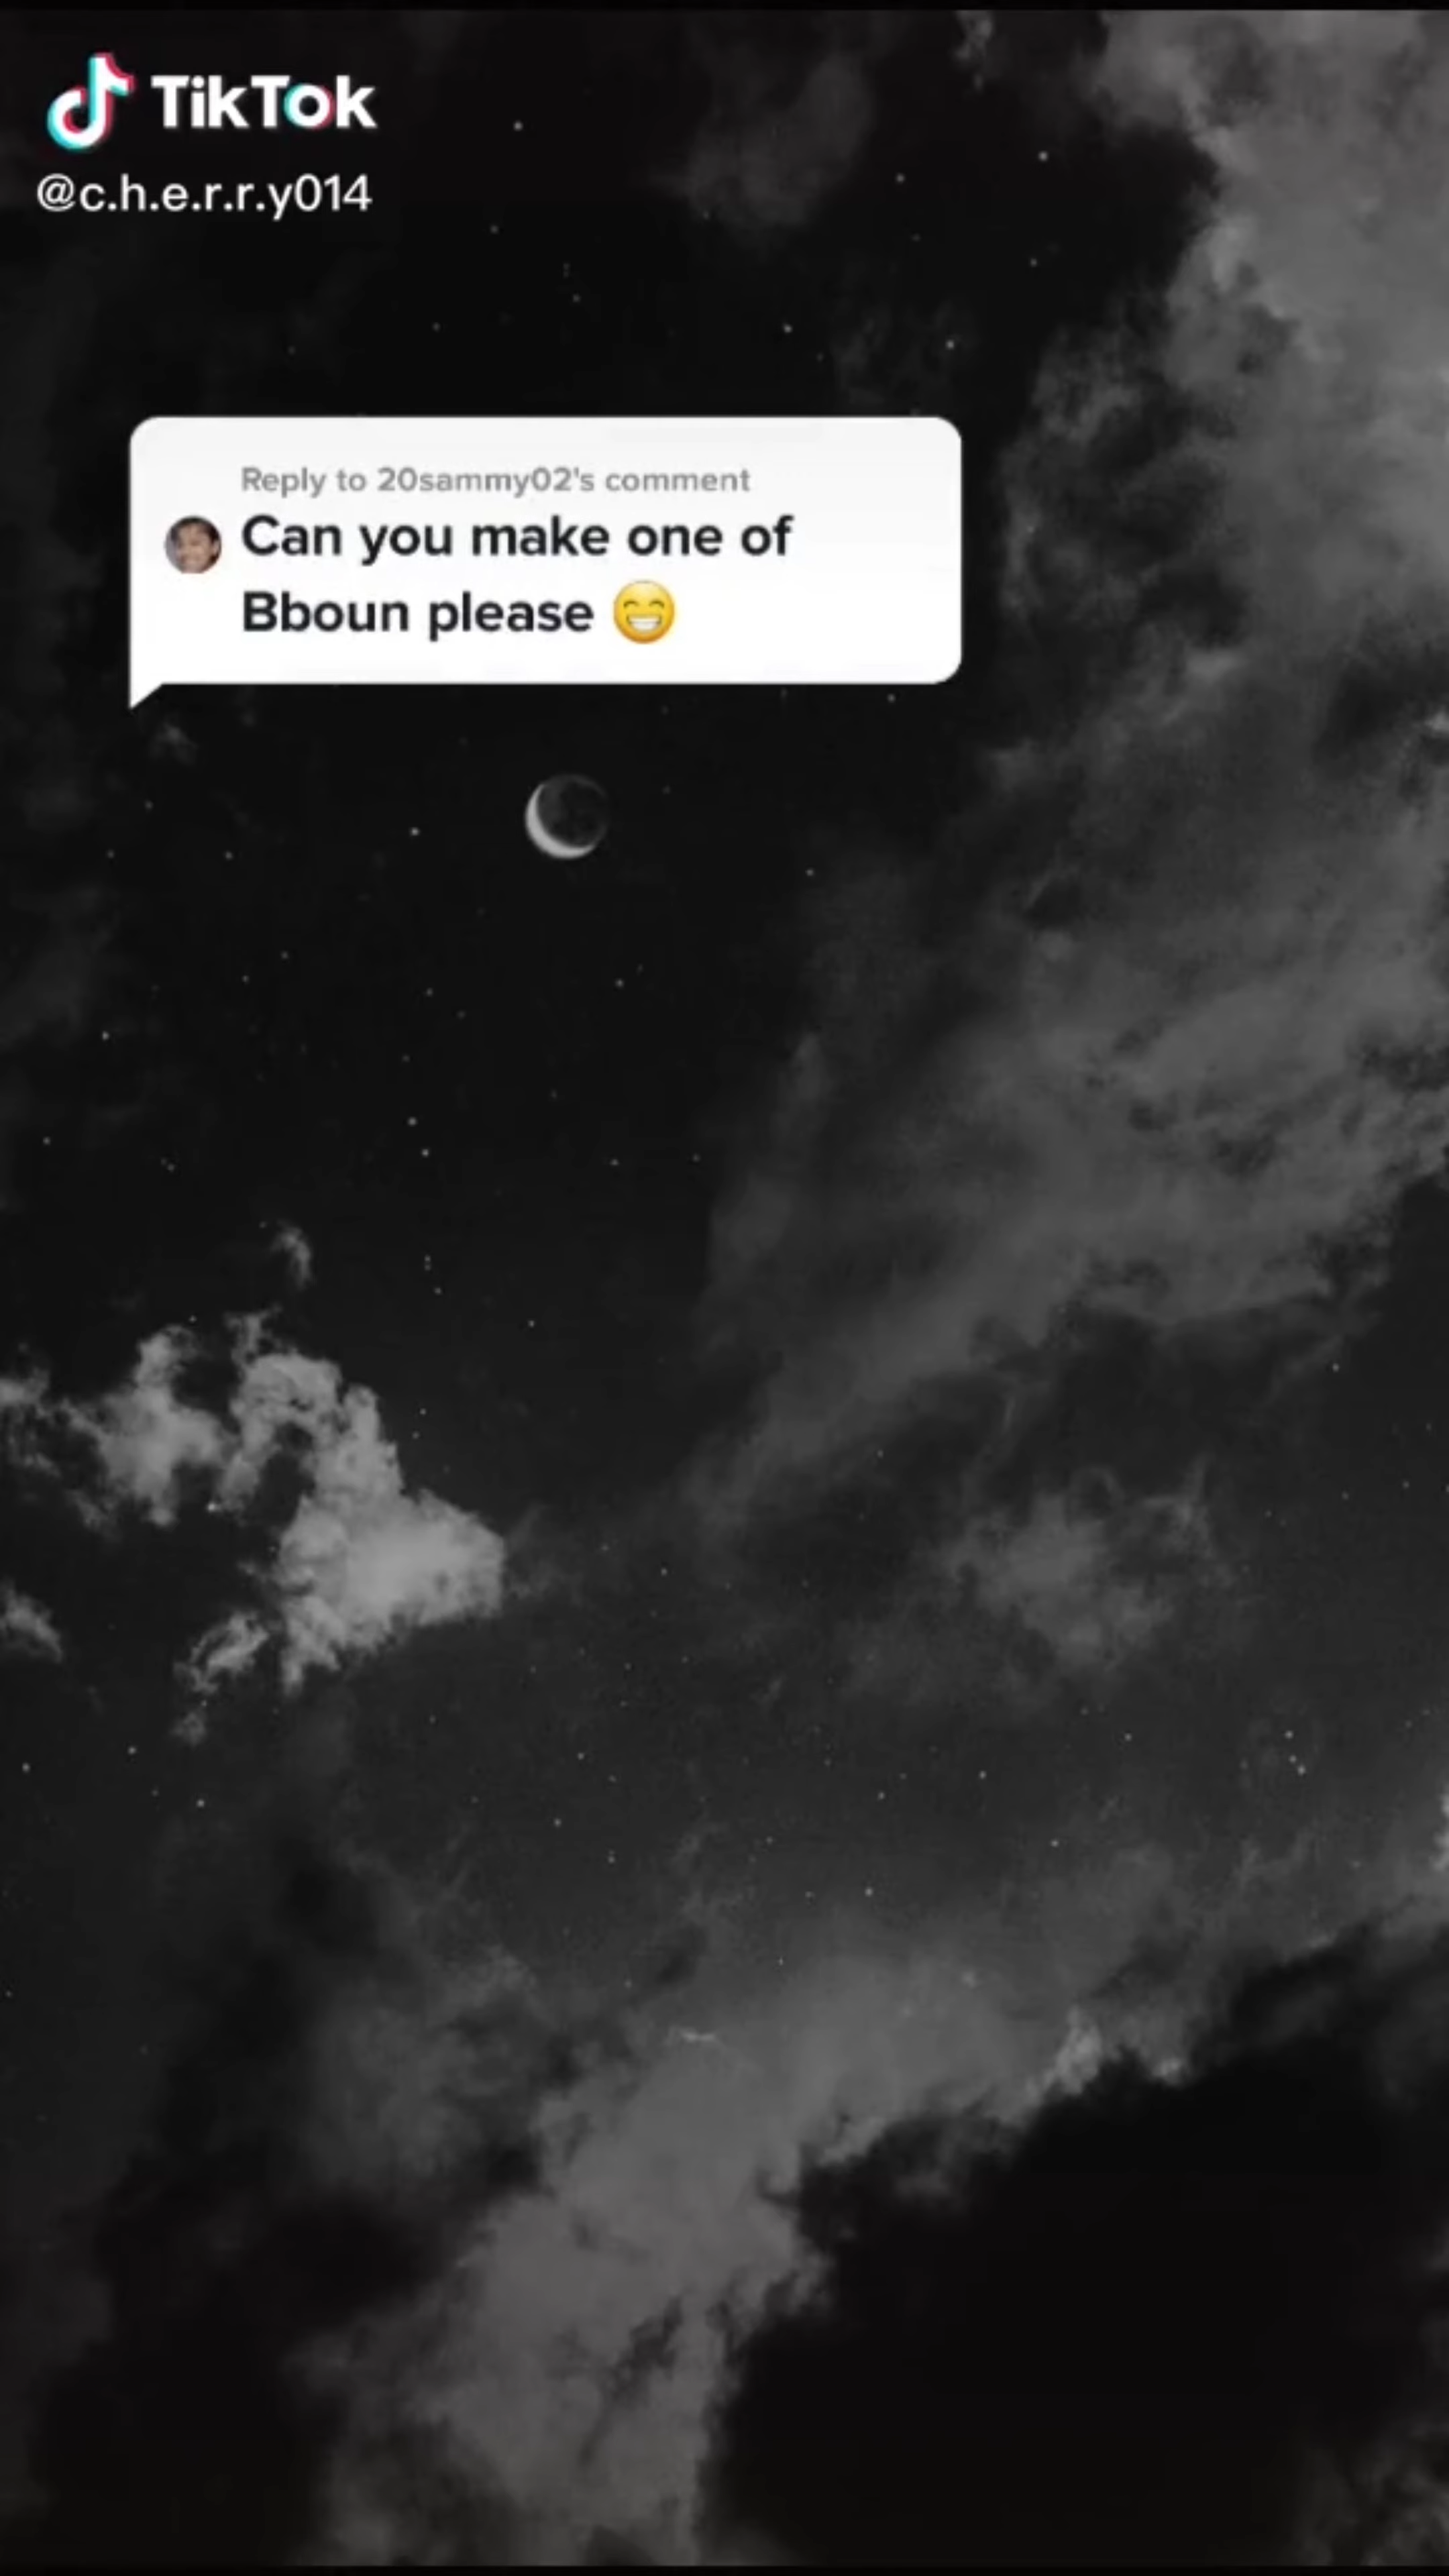 TikTok
@c.h.e.r.r.y014
Reply to 20sammy02's comment
Can you make one of
Bboun please 😁